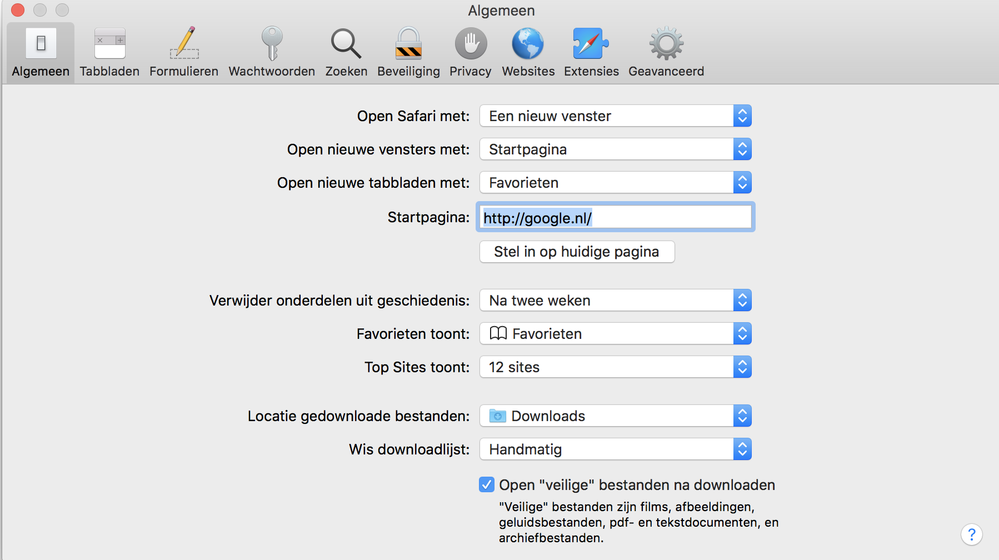 Algemeen
Algemeen Tabbladen Formulieren Wachtwoorden Zoeken Beveiliging Privacy Websites Extensies Geavanceerd
Open Safari met: Een nieuw venster
Open nieuwe vensters met: Startpagina
Open nieuwe tabbladen met: Favorieten
Startpagina: http://google.nl/
Stel in op huidige pagina
Verwijder onderdelen uit geschiedenis: Na twee weken
Favorieten toont: Favorieten
Top Sites toont: 12 sites
Locatie gedownloade bestanden: Downloads
Wis downloadlijst: Handmatig
Open "veilige" bestanden na downloaden
"Veilige" bestanden zijn films, afbeeldingen,
geluidsbestanden, pdf- en tekstdocumenten, en
archiefbestanden.
?